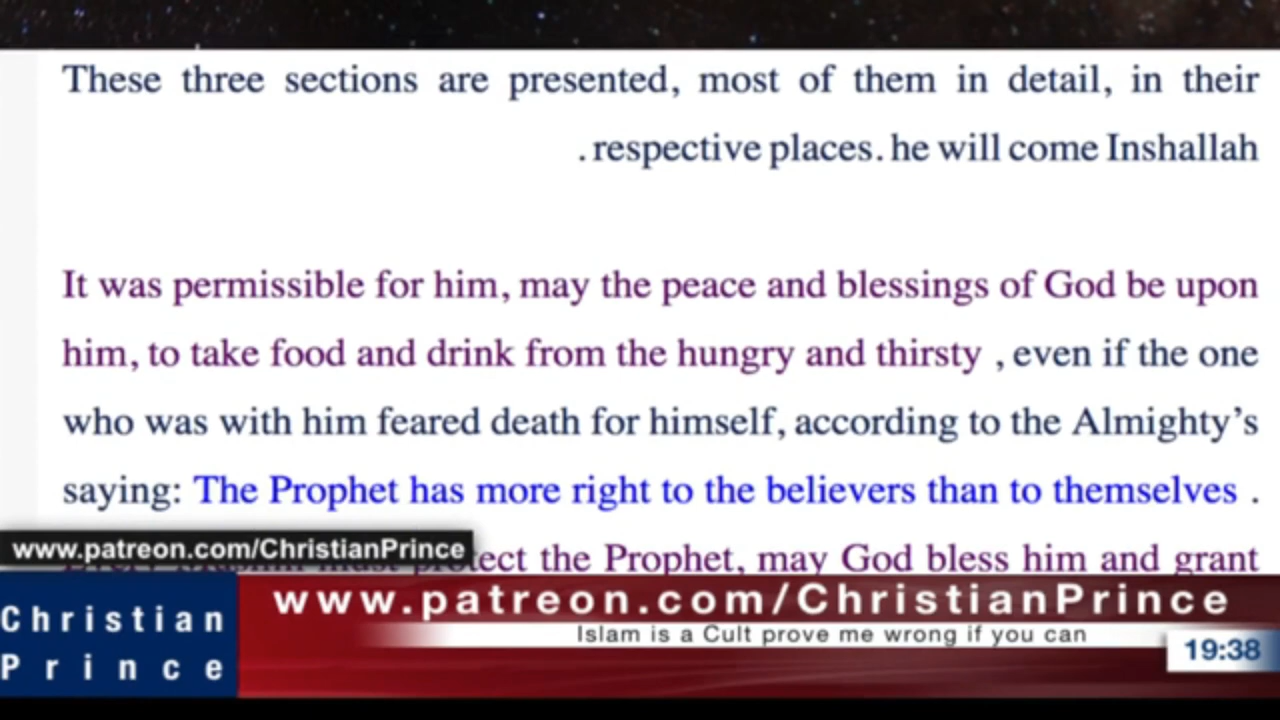 These three sections are presented, most of them in detail, in their
. respective places. he will come Inshallah
It was permissible for him, may the peace and blessings of God be upon
him, to take food and drink from the hungry and thirsty , even if the one
who was with him feared death for himself, according to the Almighty's
saying: The Prophet has more right to the believers than to themselves .
the Prophet, may God bless him and grant
www.patreon.com/ChristianPrince
Christian
Prince
www.patreon.com/ChristianPrince
Islam is a Cult prove me wrong if you can
19:38